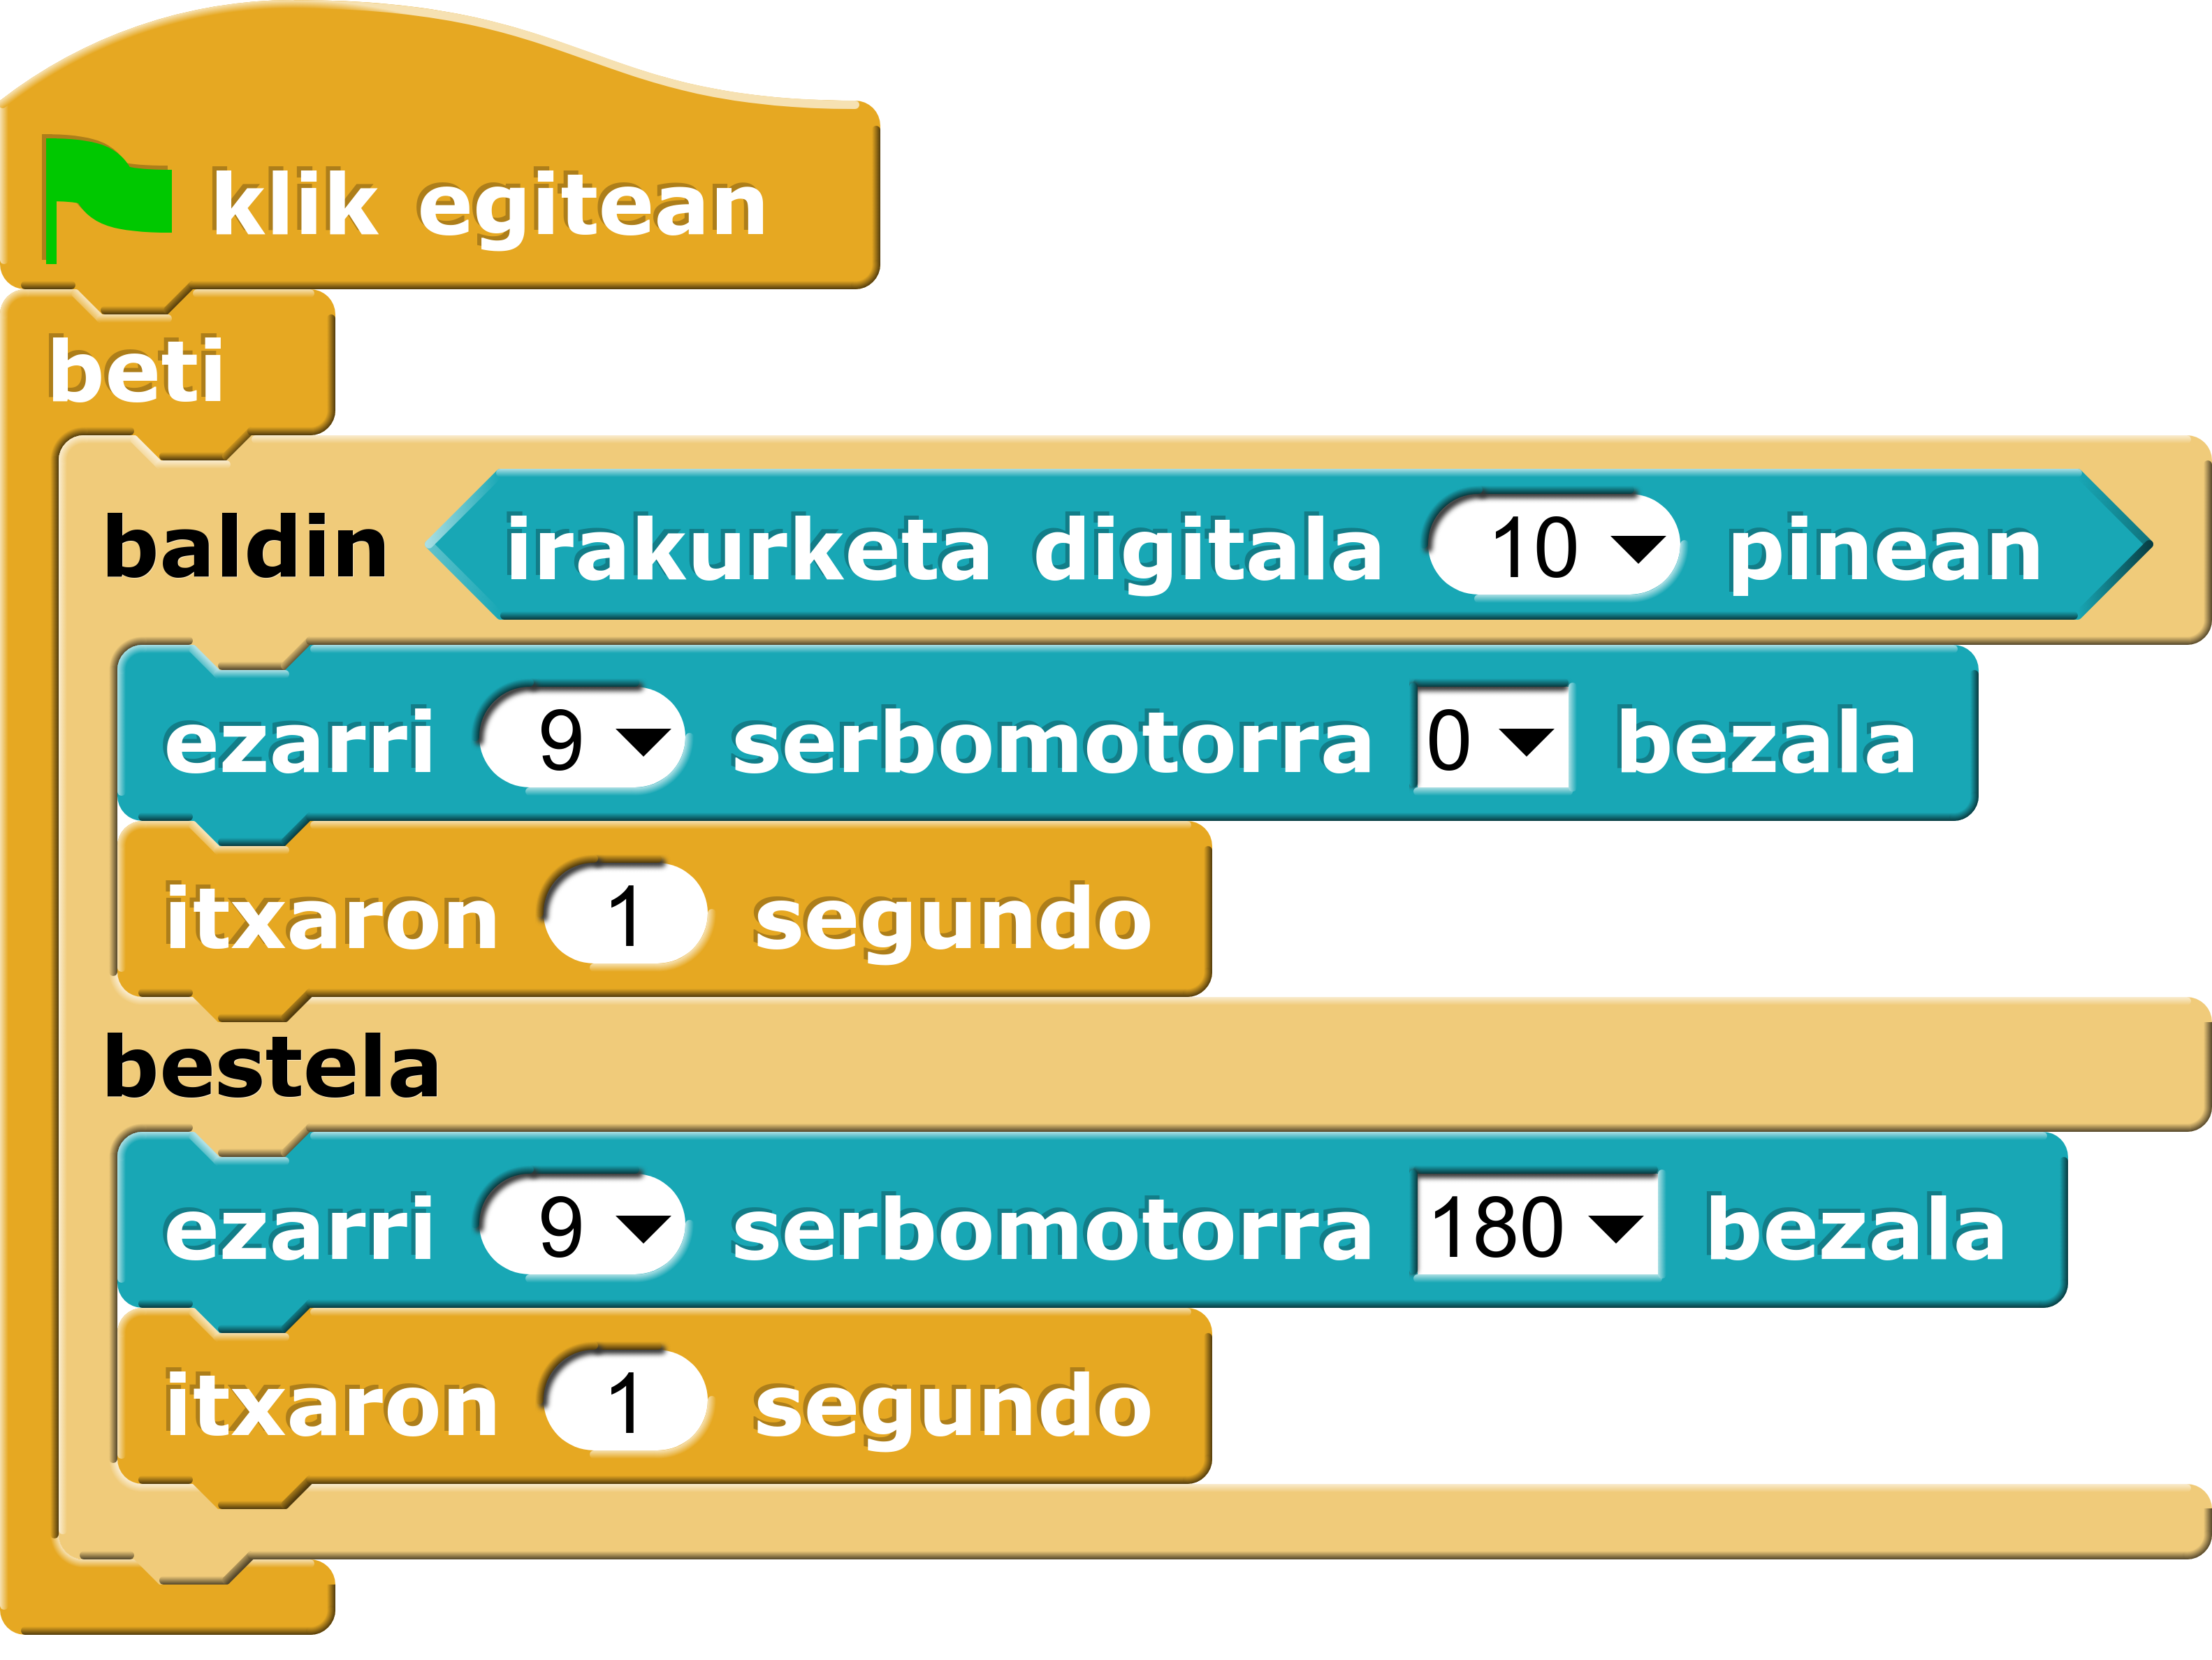 klik egitean
beti
baldin irakurketa digitala 10 pinean
ezarri 9 serbomotorra 0 bezala
itxaron 1 segundo
bestela
ezarri 9 serbomotorra 180 bezala
itxaron 1 segundo